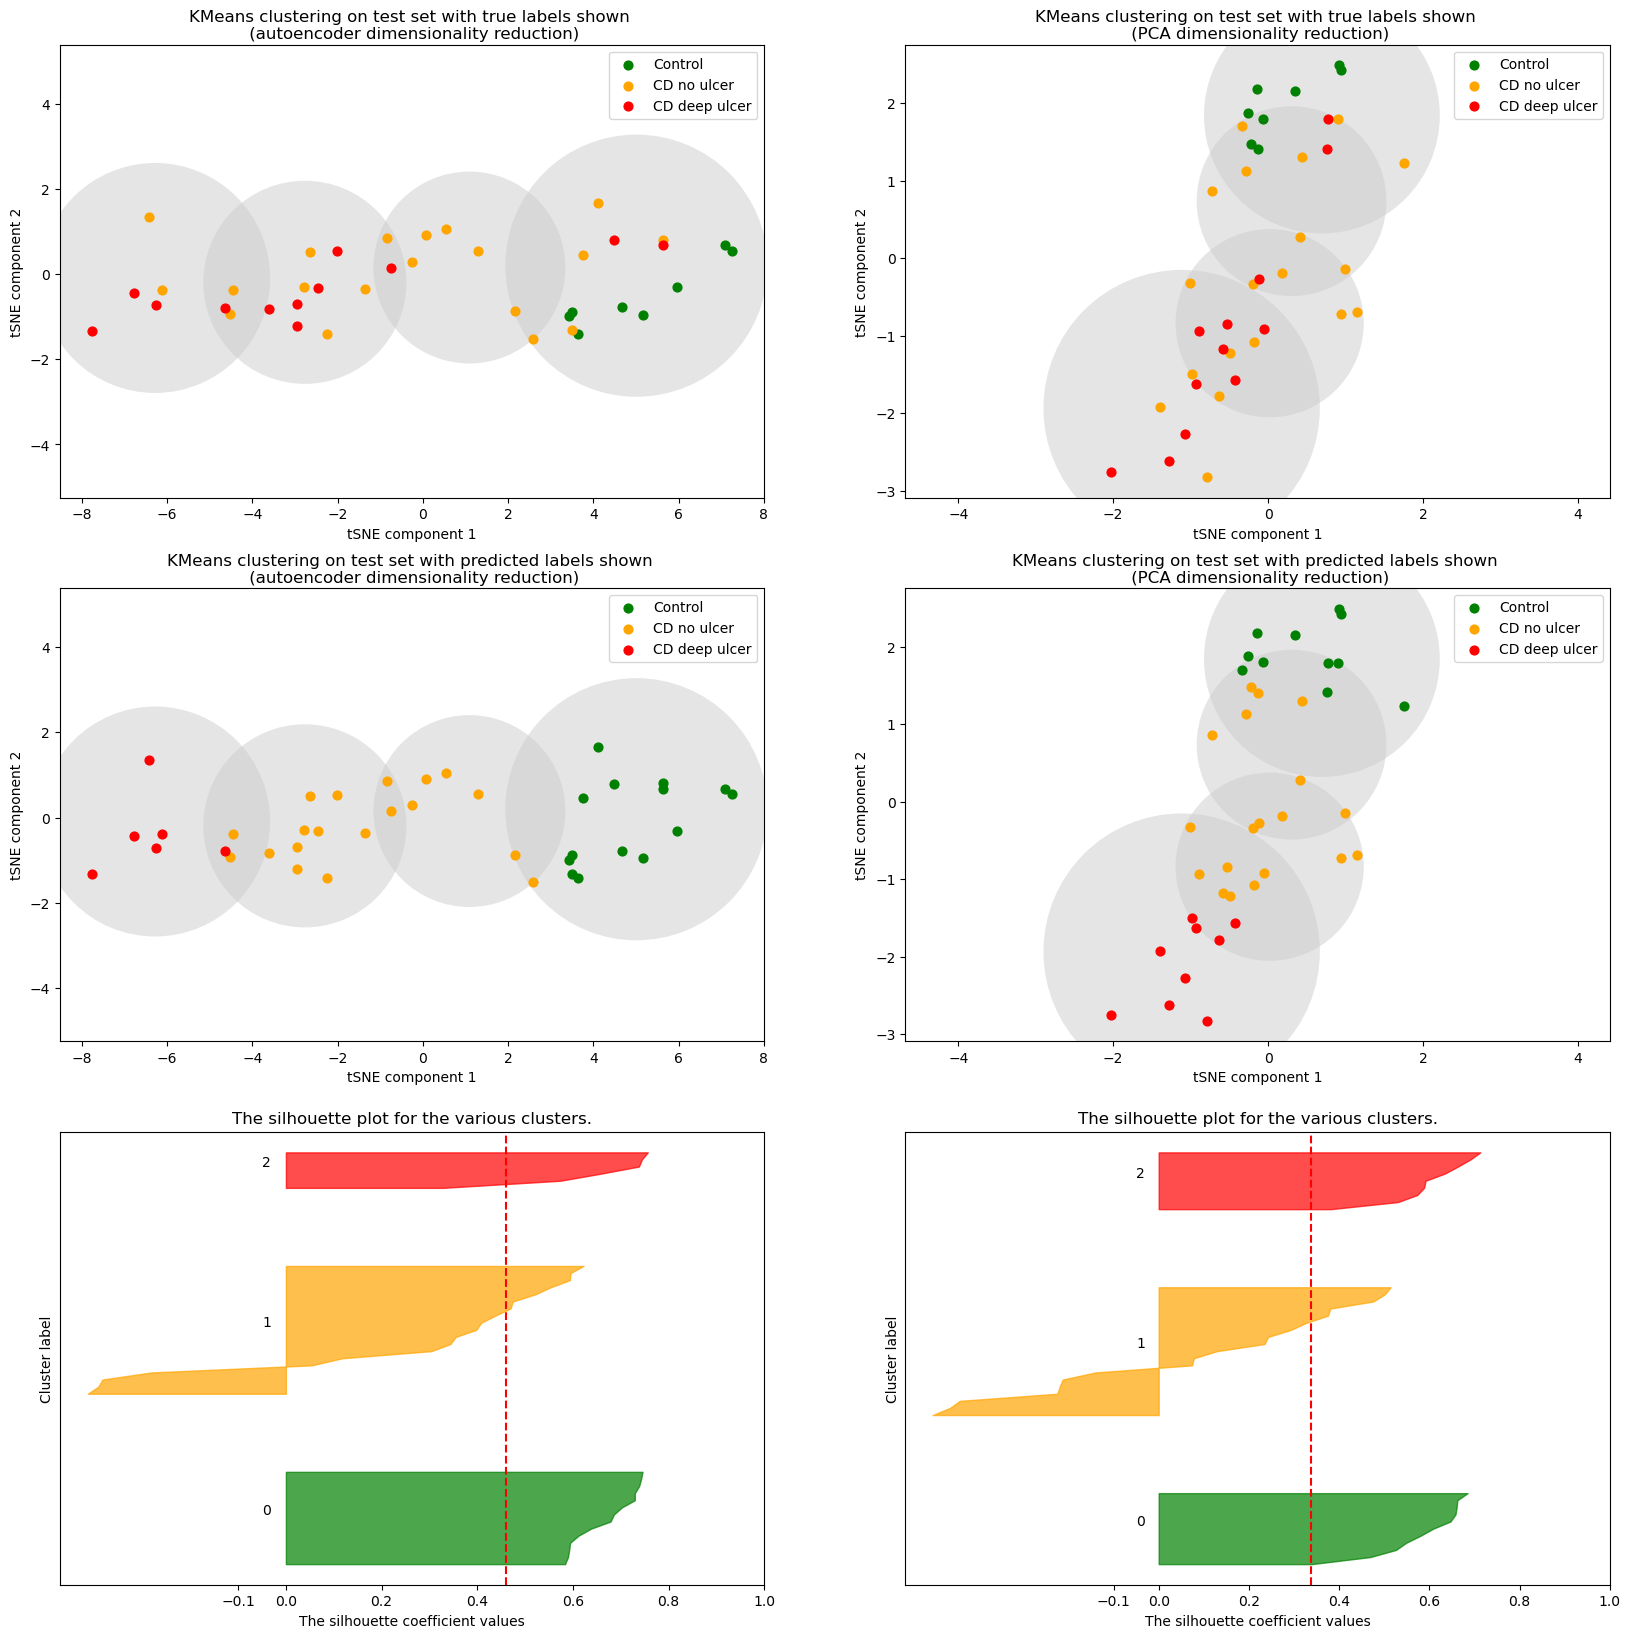 KMeans clustering on test set with true labels shown
(autoencoder dimensionality reduction)
Control
CD no ulcer
CD deep ulcer
4
2
0
−2
−4
tSNE component 2
−8 −6 −4 −2 0 2 4 6 8
tSNE component 1
KMeans clustering on test set with true labels shown
(PCA dimensionality reduction)
Control
CD no ulcer
CD deep ulcer
2
1
0
−1
−2
−3
tSNE component 2
−4 −2 0 2 4
tSNE component 1
KMeans clustering on test set with predicted labels shown
(autoencoder dimensionality reduction)
Control
CD no ulcer
CD deep ulcer
4
2
0
−2
−4
tSNE component 2
−8 −6 −4 −2 0 2 4 6 8
tSNE component 1
KMeans clustering on test set with predicted labels shown
(PCA dimensionality reduction)
Control
CD no ulcer
CD deep ulcer
2
1
0
−1
−2
−3
tSNE component 2
−4 −2 0 2 4
tSNE component 1
The silhouette plot for the various clusters.
2
1
0
Cluster label
−0.1 0.0 0.2 0.4 0.6 0.8 1.0
The silhouette coefficient values
The silhouette plot for the various clusters.
2
1
0
Cluster label
−0.1 0.0 0.2 0.4 0.6 0.8 1.0
The silhouette coefficient values